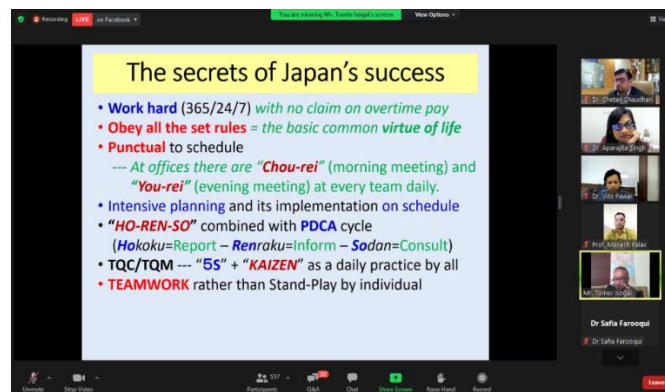 Recording
LIVE
on Facebook
You are viewing Mr. Tomio Isogai's screen
View Options
The secrets of Japan's success
• Work hard (365/24/7) with no claim on overtime pay
• Obey all the set rules = the basic common virtue of life
• Punctual to schedule
--- At offices there are "Chou-rei" (morning meeting) and
"You-rei" (evening meeting) at every team daily.
• Intensive planning and its implementation on schedule
• "HO-REN-SO" combined with PDCA cycle
(Hokoku=Report – Renraku=Inform – Sodan=Consult)
• TQC/TQM --- "5S" + "KAIZEN" as a daily practice by all
• TEAMWORK rather than Stand-Play by individual
Dr. Chetan Chaudhari
Dr. Aparajita Singh
Dr. Vilis Pawar
Mr. Tomio Isogai
Dr Safia Farooqui
Dr Safia Farooqui
Unmute
Stop Video
Participants
557
Q&A
Chat
Share Screen
Raise Hand
Record
Leave